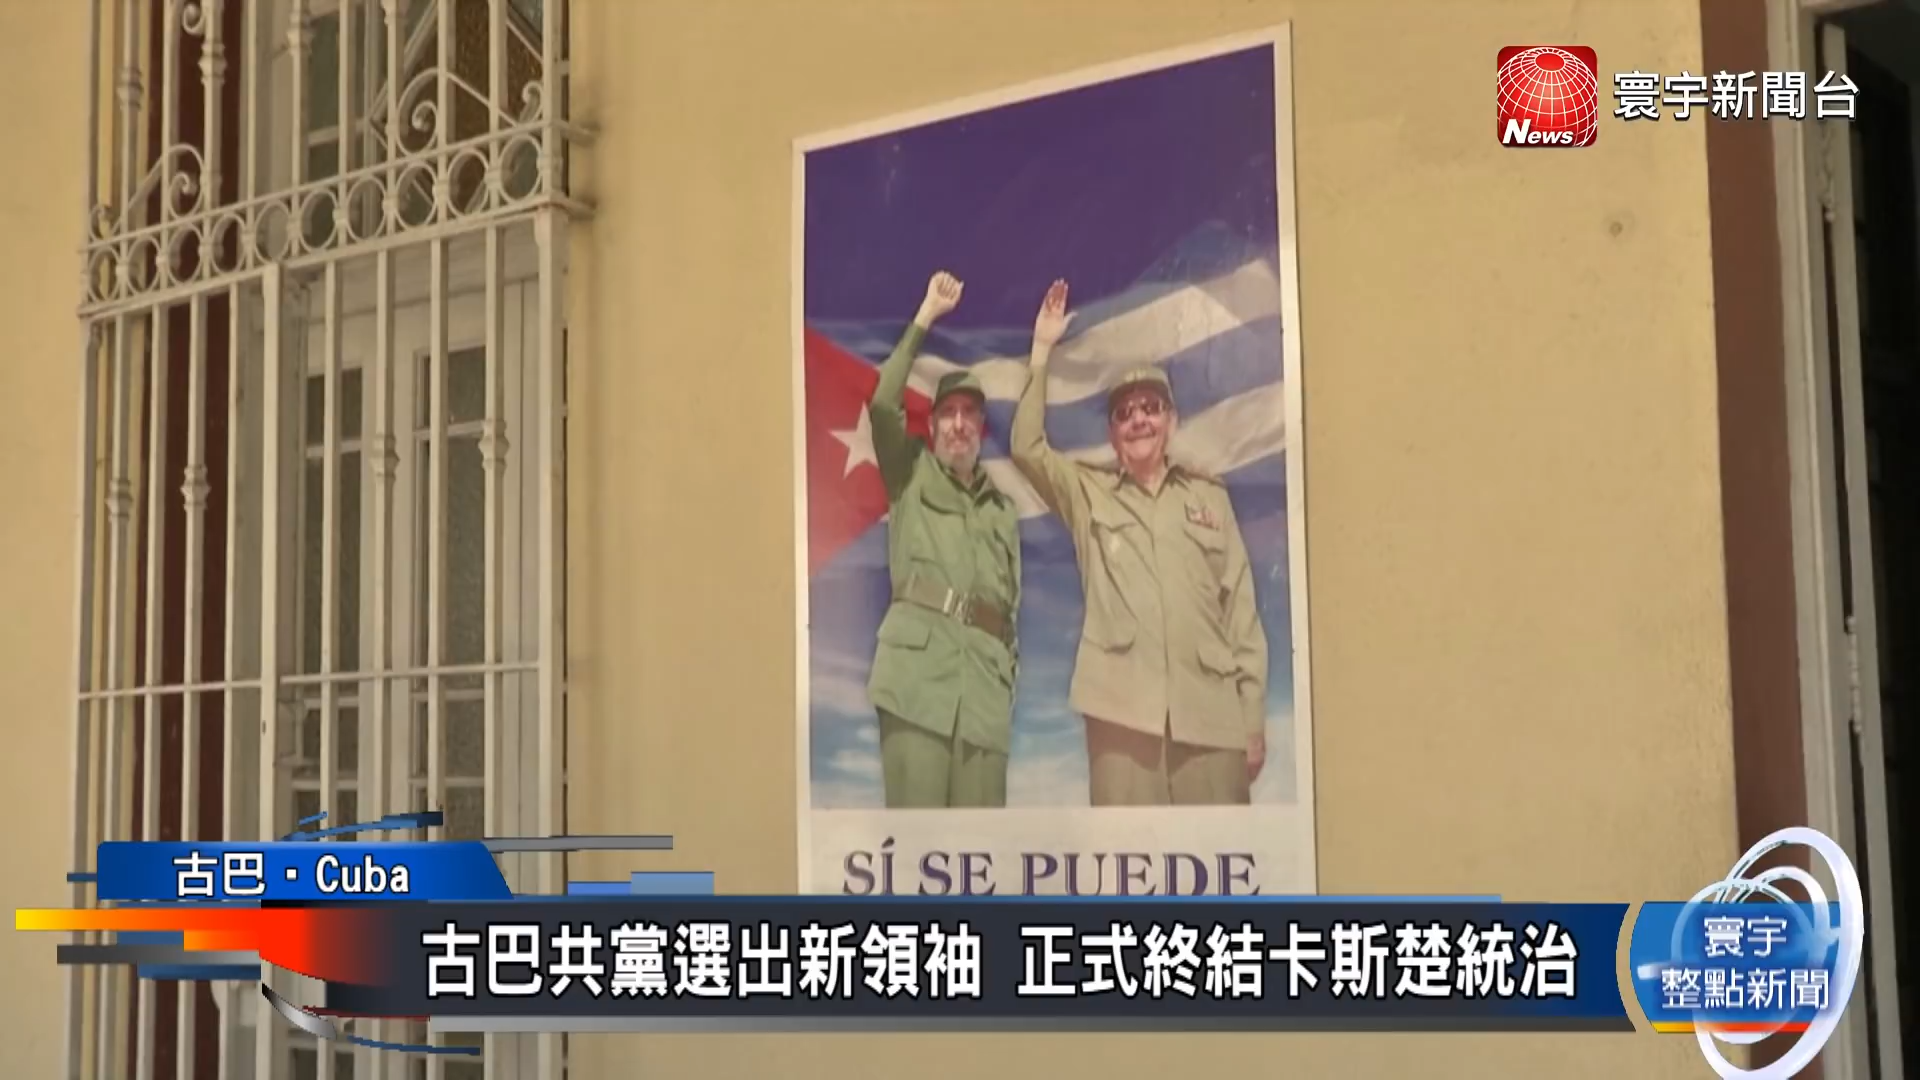 News
寰宇新聞台
SÍ SE PUEDE
古巴·Cuba
古巴共黨選出新領袖 正式終結卡斯楚統治
寰宇
整點新聞